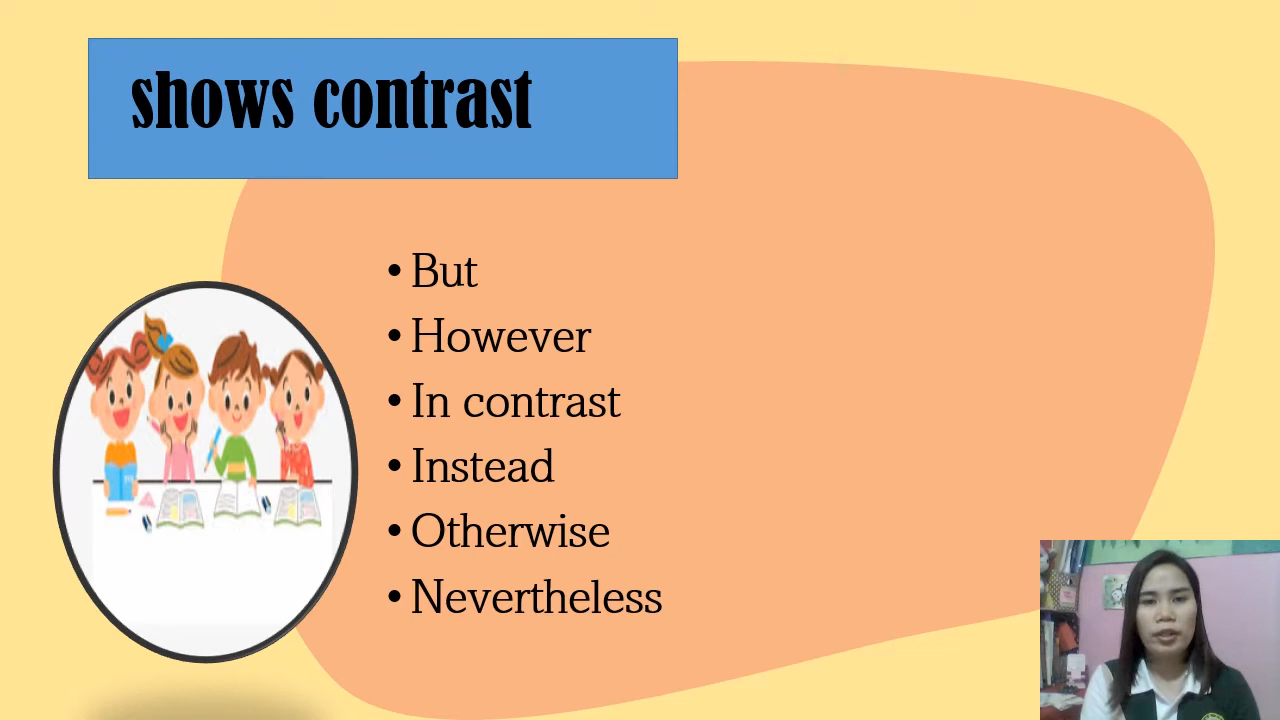 shows contrast
• But
• However
• In contrast
• Instead
• Otherwise
• Nevertheless